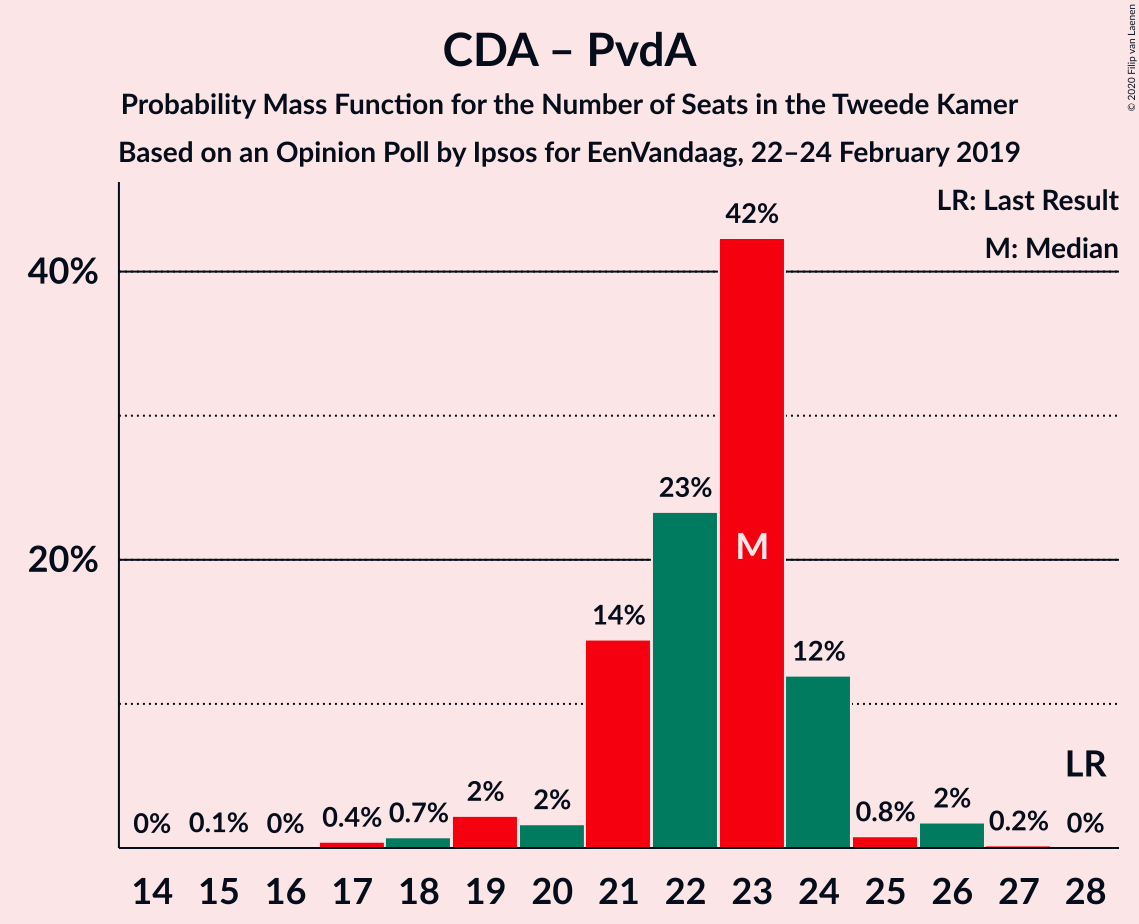 CDA – PvdA
Probability Mass Function for the Number of Seats in the Tweede Kamer
Based on an Opinion Poll by Ipsos for EenVandaag, 22–24 February 2019
© 2020 Filip van Laenen
LR: Last Result
M: Median
40%
20%
0%
0.1%
0%
0.4%
0.7%
2%
2%
14%
23%
42%
M
12%
0.8%
2%
0.2%
LR
0%
14 15 16 17 18 19 20 21 22 23 24 25 26 27 28